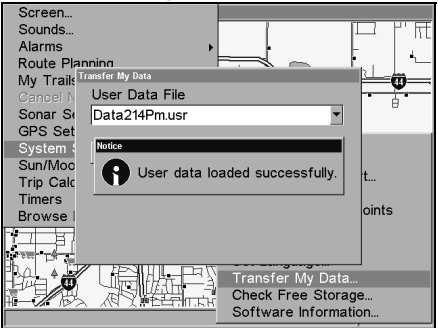 Screen...
Sounds...
Alarms
Route Planning
My Trails
Transfer My Data
Cancel N
User Data File
Sonar Se
Data214Pm.usr
GPS Set
System S
Notice
Sun/Moo
User data loaded successfully.
t...
Trip Calc
Timers
oints
Browse
44
44
Transfer My Data...
Check Free Storage...
Software Information...